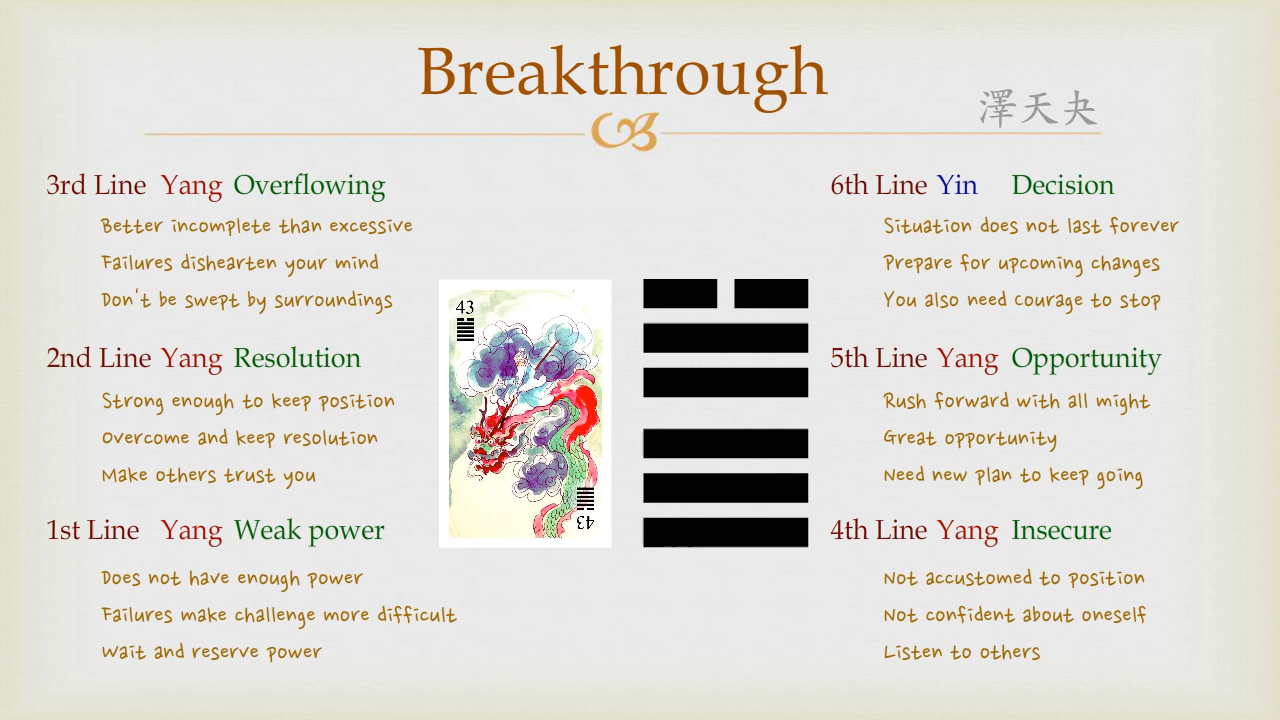 Breakthrough
澤天夬
3rd Line Yang Overflowing
Better incomplete than excessive
Failures dishearten your mind
Don't be swept by surroundings
2nd Line Yang Resolution
Strong enough to keep position
Overcome and keep resolution
Make others trust you
1st Line Yang Weak power
Does not have enough power
Failures make challenge more difficult
Wait and reserve power
43
43
6th Line Yin Decision
Situation does not last forever
Prepare for upcoming changes
You also need courage to stop
5th Line Yang Opportunity
Rush forward with all might
Great opportunity
Need new plan to keep going
4th Line Yang Insecure
Not accustomed to position
Not confident about oneself
Listen to others